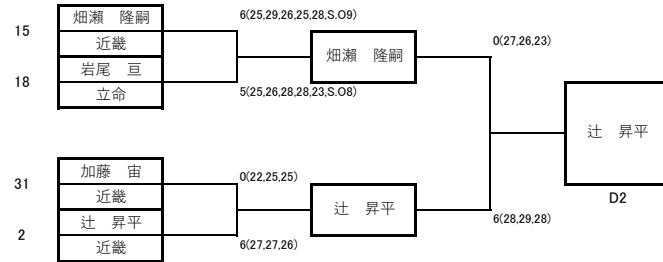 15
畑瀬 隆嗣
近畿
18
岩尾 亘
立命
6(25,29,26,25,28,S.O9)
5(25,26,28,28,23,S.O8)
畑瀬 隆嗣
0(27,26,23)
31
加藤 宙
近畿
2
辻 昇平
近畿
0(22,25,25)
6(27,27,26)
辻 昇平
6(28,29,28)
辻 昇平
D2